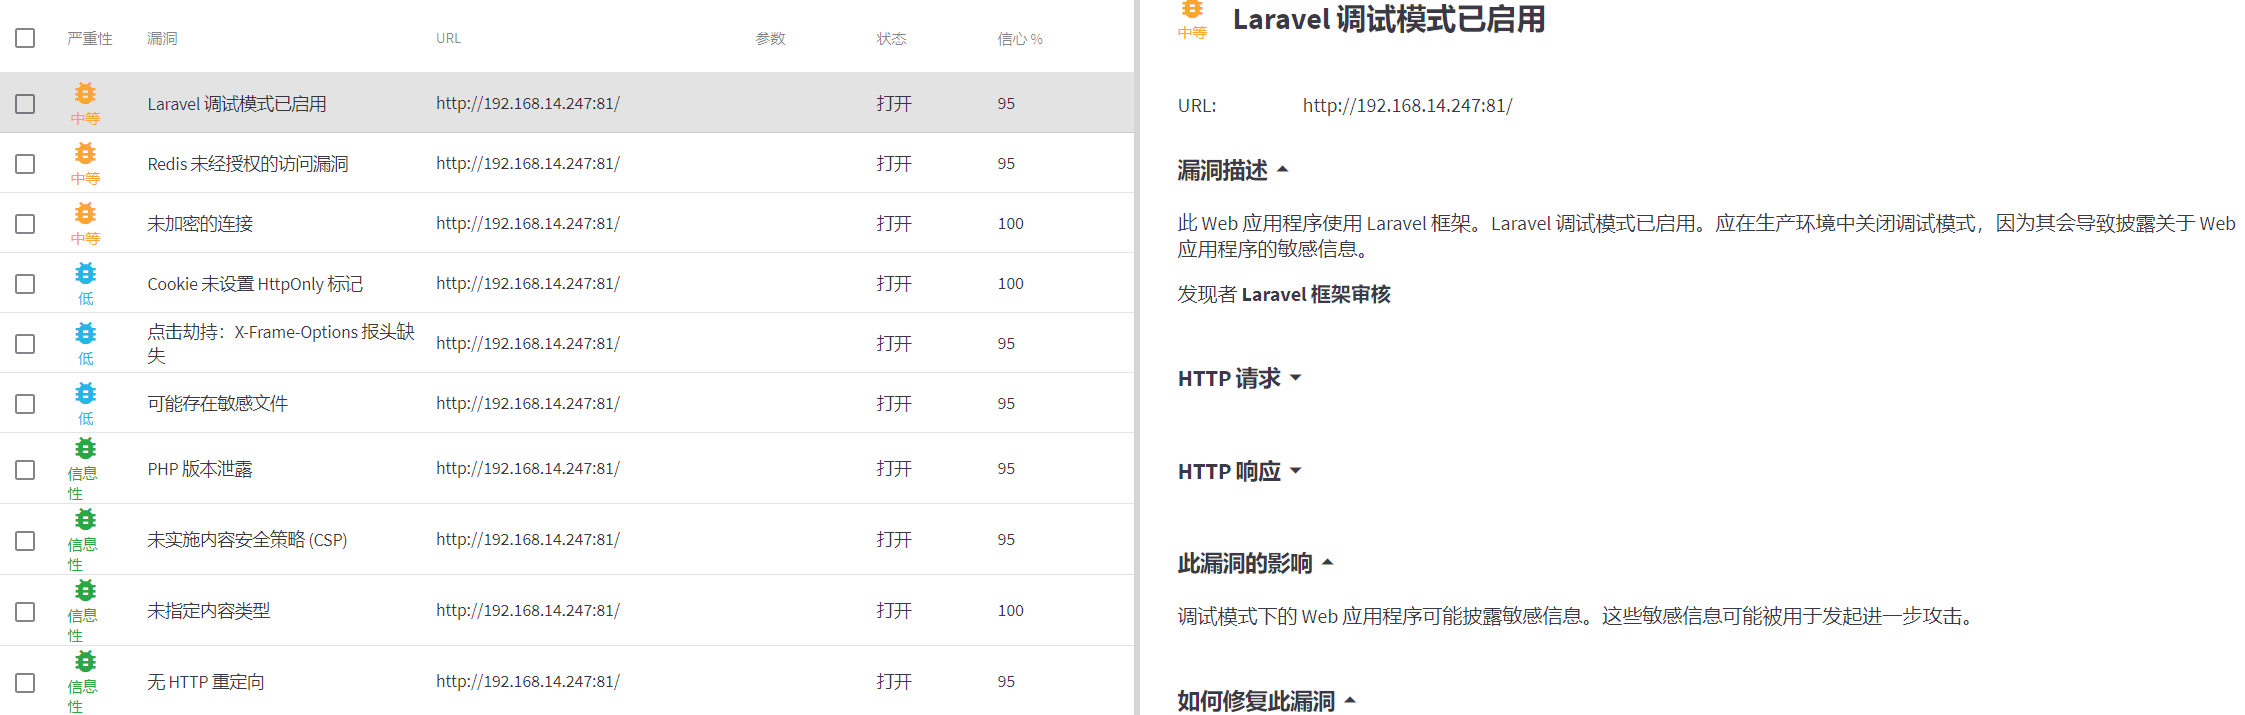 严重性 漏洞 URL 参数 状态 信心 %
中等 Laravel 调试模式已启用 http://192.168.14.247:81/ 打开 95
中等 Redis 未经授权的访问漏洞 http://192.168.14.247:81/ 打开 95
中等 未加密的连接 http://192.168.14.247:81/ 打开 100
低 Cookie 未设置 HttpOnly 标记 http://192.168.14.247:81/ 打开 100
低 点击劫持：X-Frame-Options 报头缺
失 http://192.168.14.247:81/ 打开 95
低 可能存在敏感文件 http://192.168.14.247:81/ 打开 95
信息
性 PHP 版本泄露 http://192.168.14.247:81/ 打开 95
信息
性 未实施内容安全策略 (CSP) http://192.168.14.247:81/ 打开 95
信息
性 未指定内容类型 http://192.168.14.247:81/ 打开 100
信息
性 无 HTTP 重定向 http://192.168.14.247:81/ 打开 95
中等 Laravel 调试模式已启用
URL: http://192.168.14.247:81/
漏洞描述
此 Web 应用程序使用 Laravel 框架。Laravel 调试模式已启用。应在生产环境中关闭调试模式，因为其会导致披露关于 Web
应用程序的敏感信息。
发现者 Laravel 框架审核
HTTP 请求
HTTP 响应
此漏洞的影响
调试模式下的 Web 应用程序可能披露敏感信息。这些敏感信息可能被用于发起进一步攻击。
如何修复此漏洞